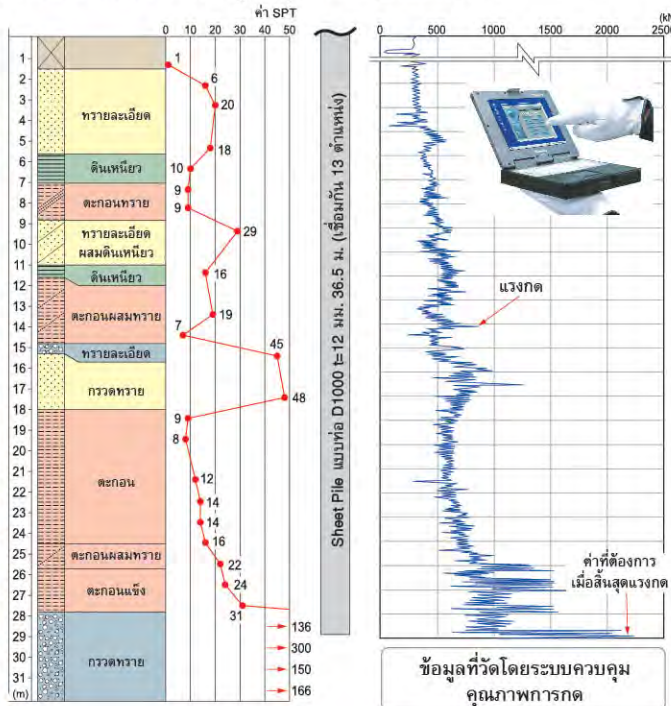 ค่า SPT
0 10 20 30 40 50
1
2
3
4
5
6
7
8
9
10
11
12
13
14
15
16
17
18
19
20
21
22
23
24
25
26
27
28
29
30
31
(m)
ทรายละเอียด
ดินเหนียว
ตะกอนทราย
ทรายละเอียด
ผสมดินเหนียว
ดินเหนียว
ตะกอนผสมทราย
ทรายละเอียด
กรวดทราย
ตะกอน
ตะกอนผสมทราย
ตะกอนแข็ง
กรวดทราย
1
6
20
18
10
9
9
29
16
19
7
45
48
9
8
12
14
14
16
22
24
31
136
300
150
166
Sheet Pile แบบท่อ D1000 t=12 มม. 36.5 ม. (เชื่อมกัน 13 ตำแหน่ง)
(kN
0 500 1000 2000 2500
แรงกด
ค่าที่ต้องการ
เมื่อสิ้นสุดแรงกด
ข้อมูลที่วัดโดยระบบควบคุม
คุณภาพการกด